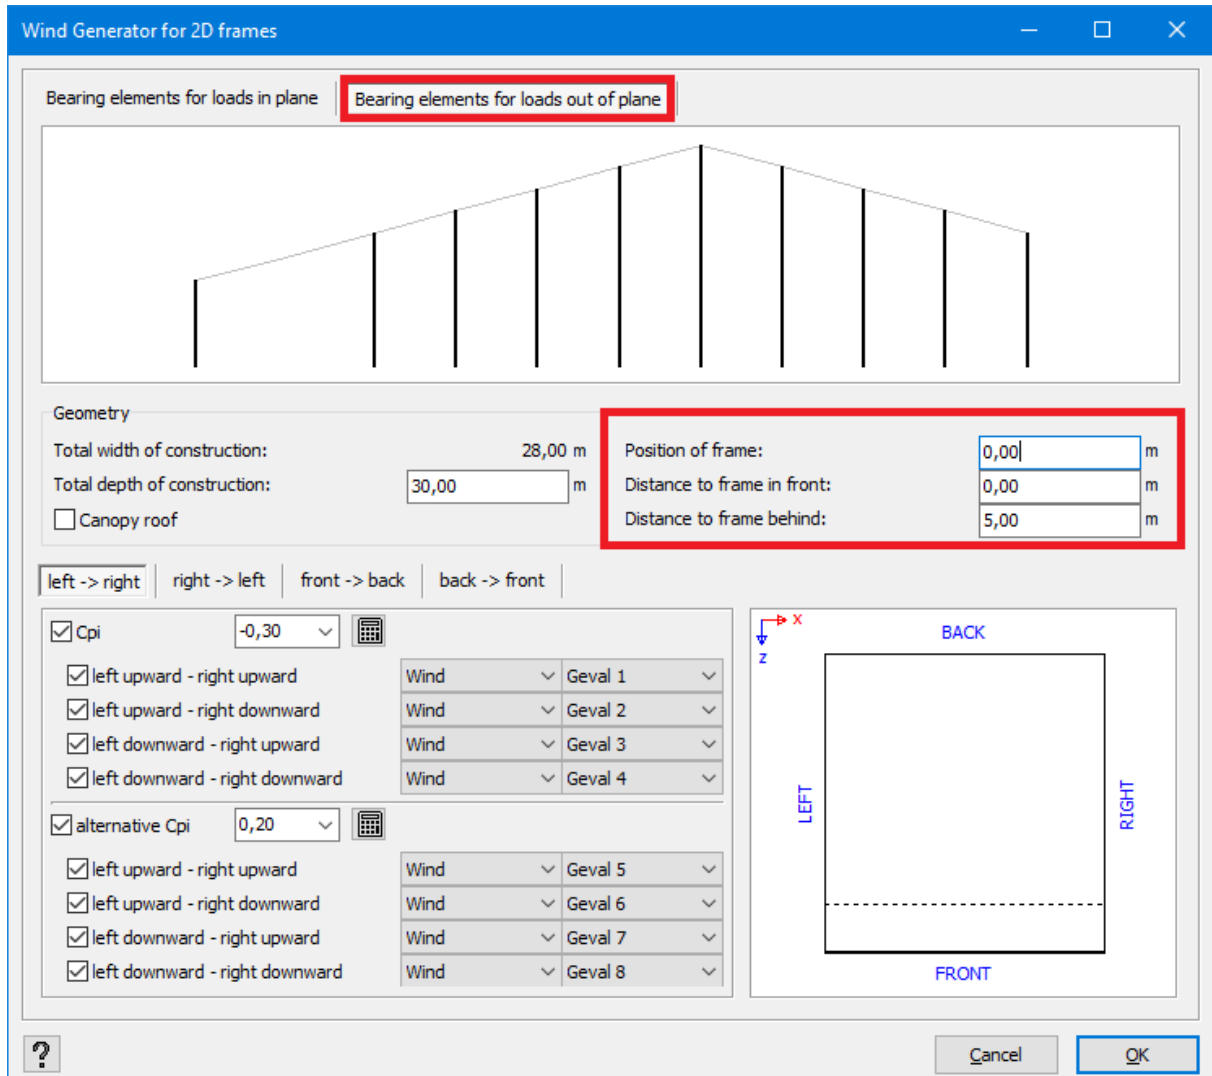 Wind Generator for 2D frames
Bearing elements for loads in plane Bearing elements for loads out of plane
Geometry
Total width of construction: 28,00 m Position of frame: 0,00 m
Total depth of construction: 30,00 m Distance to frame in front: 0,00 m
Canopy roof Distance to frame behind: 5,00 m
left -> right right -> left front -> back back -> front
Cpi -0,30
left upward - right upward Wind Geval 1
left upward - right downward Wind Geval 2
left downward - right upward Wind Geval 3
left downward - right downward Wind Geval 4
alternative Cpi 0,20
left upward - right upward Wind Geval 5
left upward - right downward Wind Geval 6
left downward - right upward Wind Geval 7
left downward - right downward Wind Geval 8
x
z
BACK
LEFT
RIGHT
FRONT
? Cancel OK